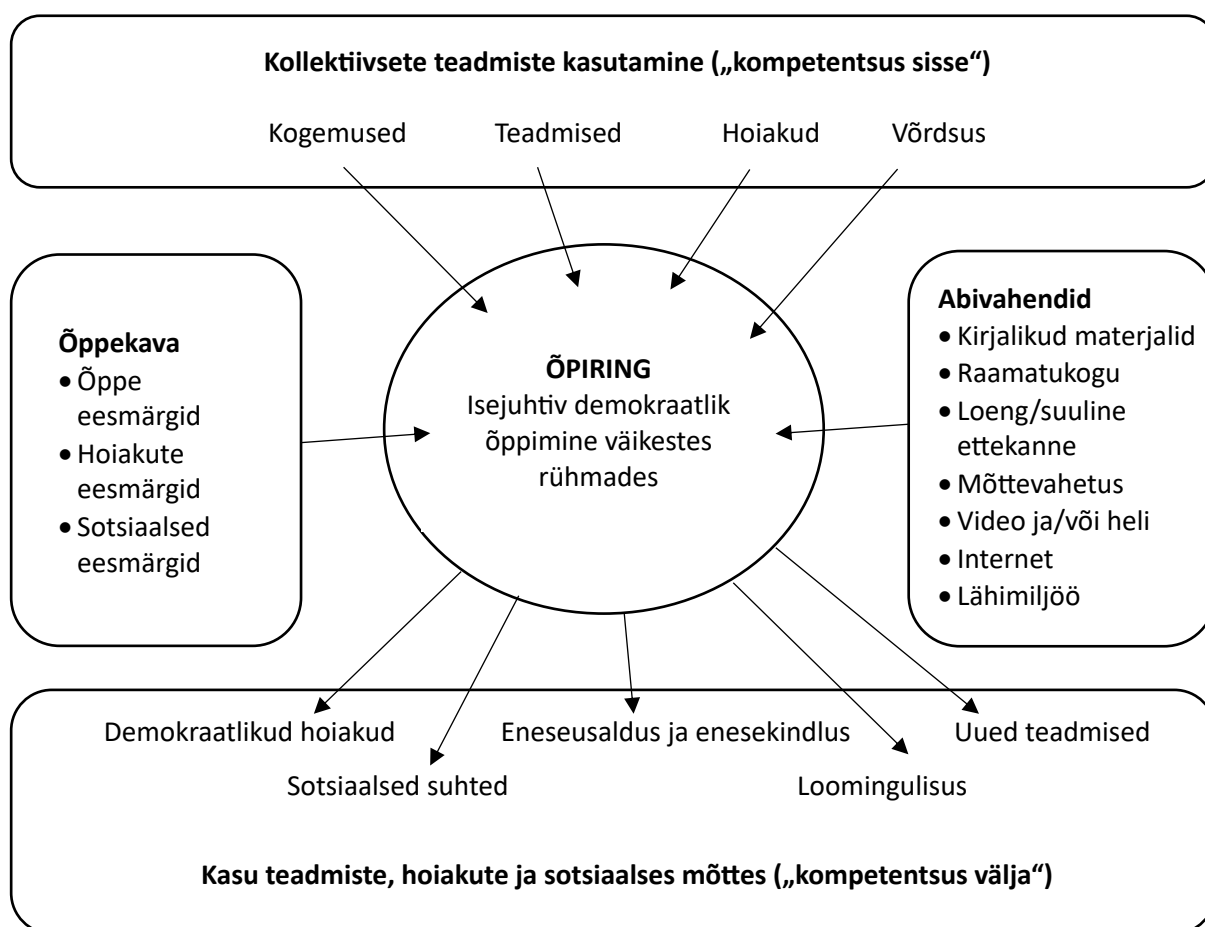 Kollektiivsete teadmiste kasutamine („kompetentsus sisse“)
Kogemused Teadmised Hoiakud Võrdsus
Õppekava
• Õppe
eesmärgid
• Hoiakute
eesmärgid
• Sotsiaalsed
eesmärgid
ÕPIRING
Isejuhtiv demokraatlik
õppimine väikestes
rühmades
Abivahendid
• Kirjalikud materjalid
• Raamatukogu
• Loeng/suuline
ettekanne
• Mõttevahetus
• Video ja/või heli
• Internet
• Lähimiljöö
Demokraatlikud hoiakud Eneseusaldus ja enesekindlus Uued teadmised
Sotsiaalsed suhted Loomingulisus
Kasu teadmiste, hoiakute ja sotsiaalses mõttes („kompetentsus välja“)